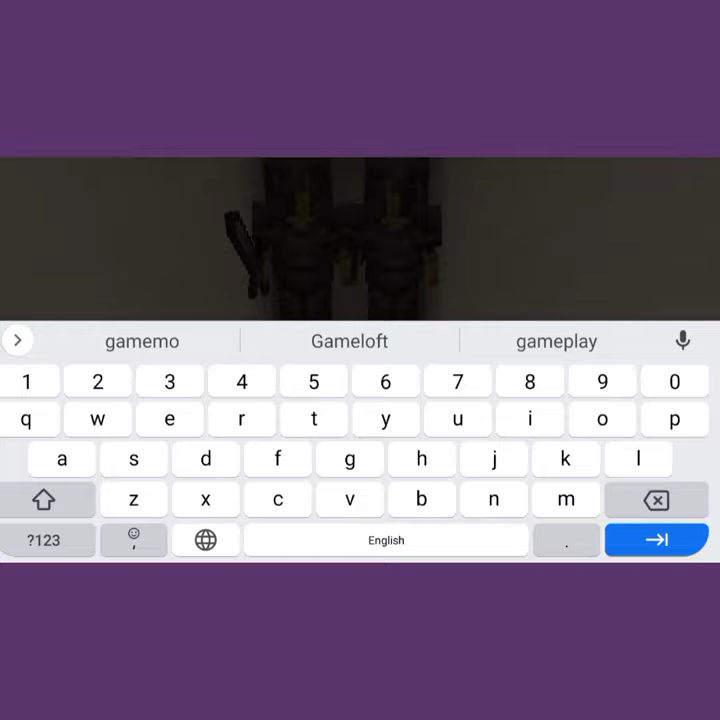 gamemo Gameloft gameplay
1 2 3 4 5 6 7 8 9 0
q w e r t y u i o p
a s d f g h j k l
z x c v b n m
?123 , English .